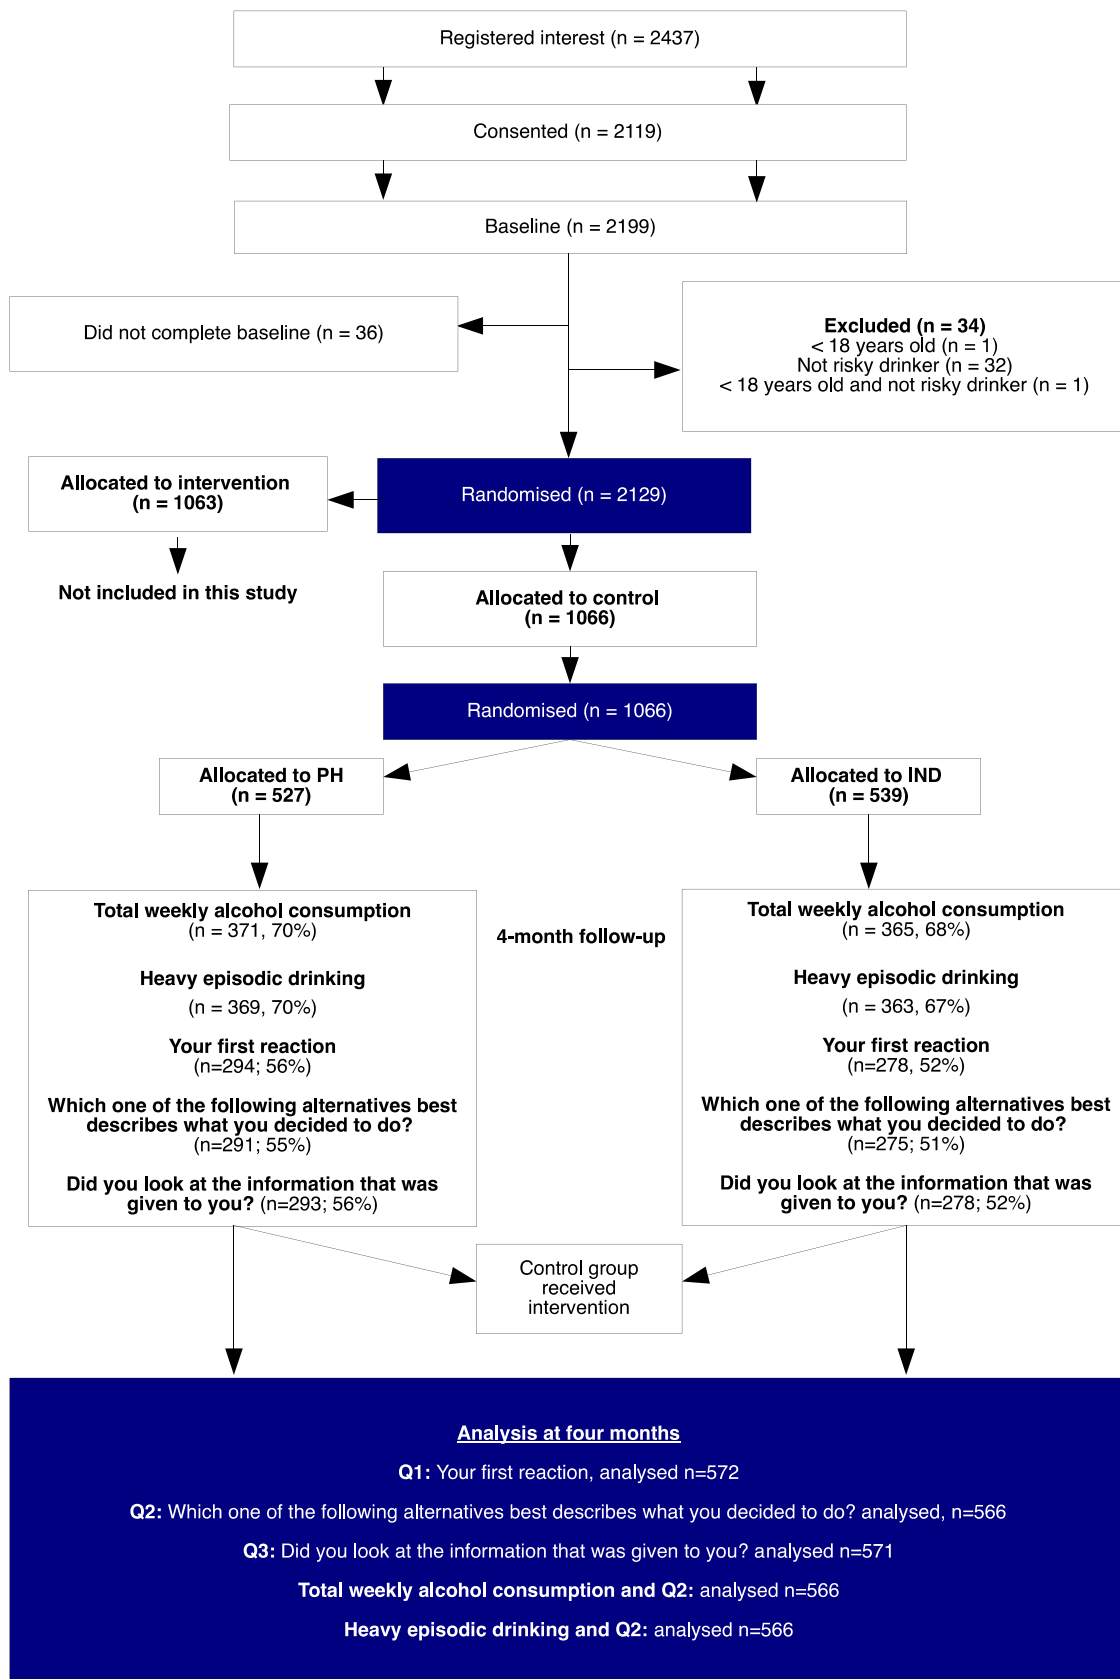 Registered interest (n = 2437)
Consented (n = 2119)
Baseline (n = 2199)
Did not complete baseline (n = 36)
Excluded (n = 34)
< 18 years old (n = 1)
Not risky drinker (n = 32)
< 18 years old and not risky drinker (n = 1)
Allocated to intervention
(n = 1063)
Randomised (n = 2129)
Not included in this study
Allocated to control
(n = 1066)
Randomised (n = 1066)
Allocated to PH
(n = 527)
Allocated to IND
(n = 539)
Total weekly alcohol consumption
(n = 371, 70%)
Heavy episodic drinking
(n = 369, 70%)
Your first reaction
(n=294; 56%)
Which one of the following alternatives best
describes what you decided to do?
(n=291; 55%)
Did you look at the information that was
given to you? (n=293; 56%)
4-month follow-up
Total weekly alcohol consumption
(n = 365, 68%)
Heavy episodic drinking
(n = 363, 67%)
Your first reaction
(n=278, 52%)
Which one of the following alternatives best
describes what you decided to do?
(n=275; 51%)
Did you look at the information that was
given to you? (n=278; 52%)
Control group
received
intervention
Analysis at four months
Q1: Your first reaction, analysed n=572
Q2: Which one of the following alternatives best describes what you decided to do? analysed, n=566
Q3: Did you look at the information that was given to you? analysed n=571
Total weekly alcohol consumption and Q2: analysed n=566
Heavy episodic drinking and Q2: analysed n=566